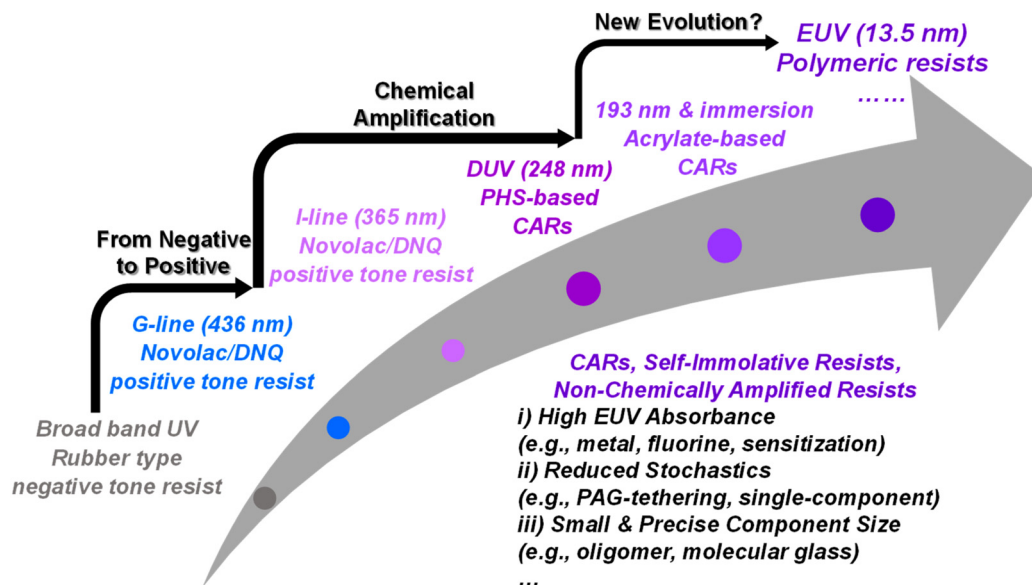 New Evolution?
EUV (13.5 nm)
Polymeric resists
……
Chemical
Amplification
193 nm & immersion
Acrylate-based
CARs
DUV (248 nm)
PHS-based
CARs
From Negative
to Positive
I-line (365 nm)
Novolac/DNQ
positive tone resist
G-line (436 nm)
Novolac/DNQ
positive tone resist
Broad band UV
Rubber type
negative tone resist
CARs, Self-Immolative Resists,
Non-Chemically Amplified Resists
i) High EUV Absorbance
(e.g., metal, fluorine, sensitization)
ii) Reduced Stochastics
(e.g., PAG-tethering, single-component)
iii) Small & Precise Component Size
(e.g., oligomer, molecular glass)
...